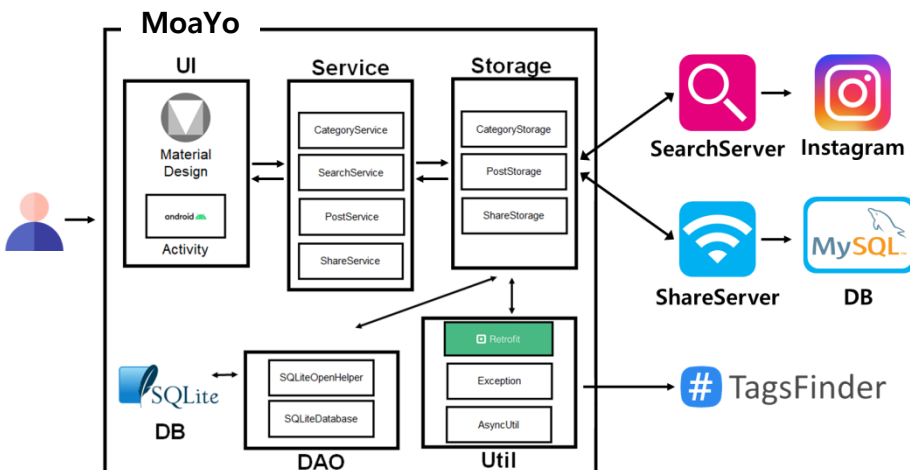 MoaYo
UI
Service
Storage
Material
Design
android
Activity
CategoryService
SearchService
PostService
ShareService
CategoryStorage
PostStorage
ShareStorage
SearchServer
Instagram
ShareServer
MySQL
DB
SQLite
DB
SQLiteOpenHelper
SQLiteDatabase
DAO
Retrofit
Exception
AsyncUtil
Util
# TagsFinder